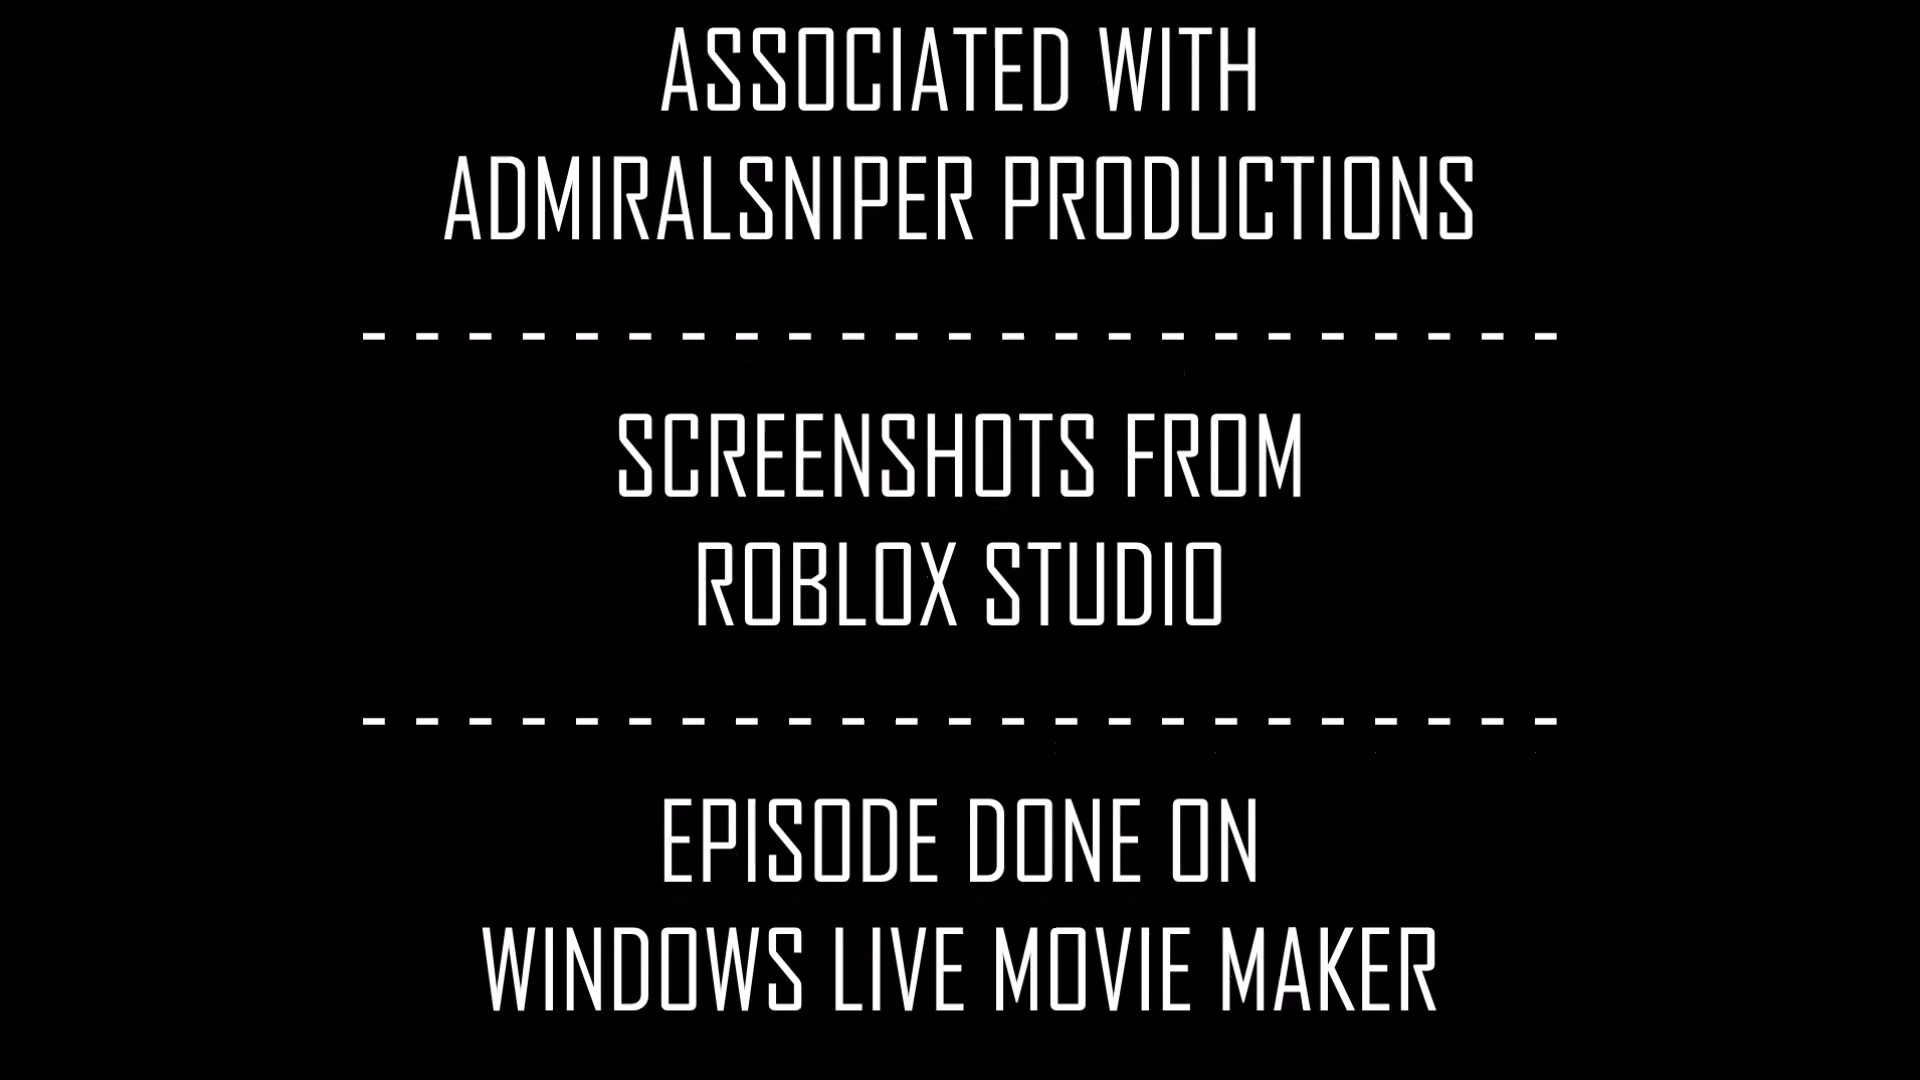 ASSOCIATED WITH
ADMIRALSNIPER PRODUCTIONS
- - - - - - - - - - - - - - - - - - - - - - -
SCREENSHOTS FROM
ROBLOX STUDIO
- - - - - - - - - - - - - - - - - - - - - - -
EPISODE DONE ON
WINDOWS LIVE MOVIE MAKER